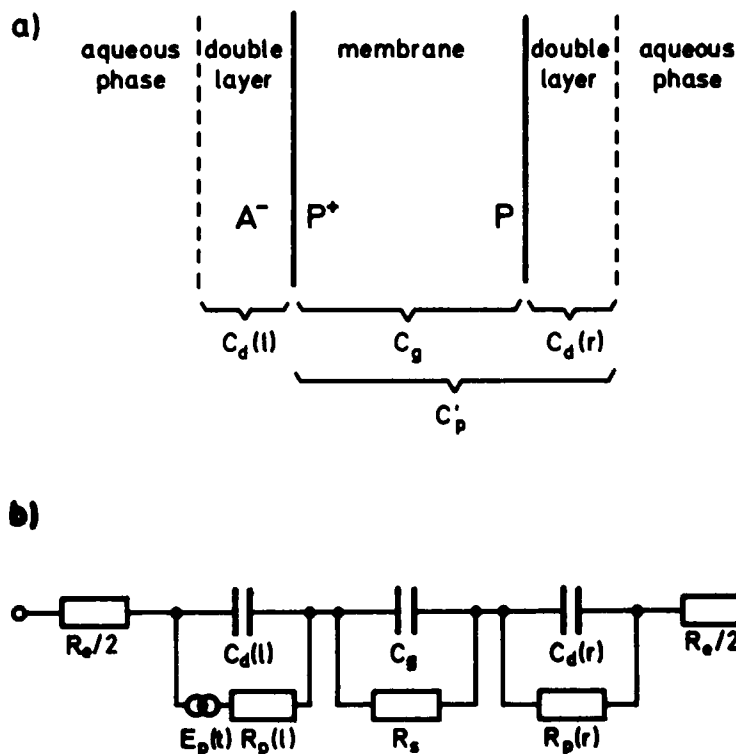 a)
aqueous phase
double layer
membrane
double layer
aqueous phase
A⁻ P⁺ P
C_d(l) C_g C_d(r)
C'_p
b)
R_e/2 C_d(l) C_g C_d(r) R_e/2
E_p(t) R_p(l) R_s R_p(r)